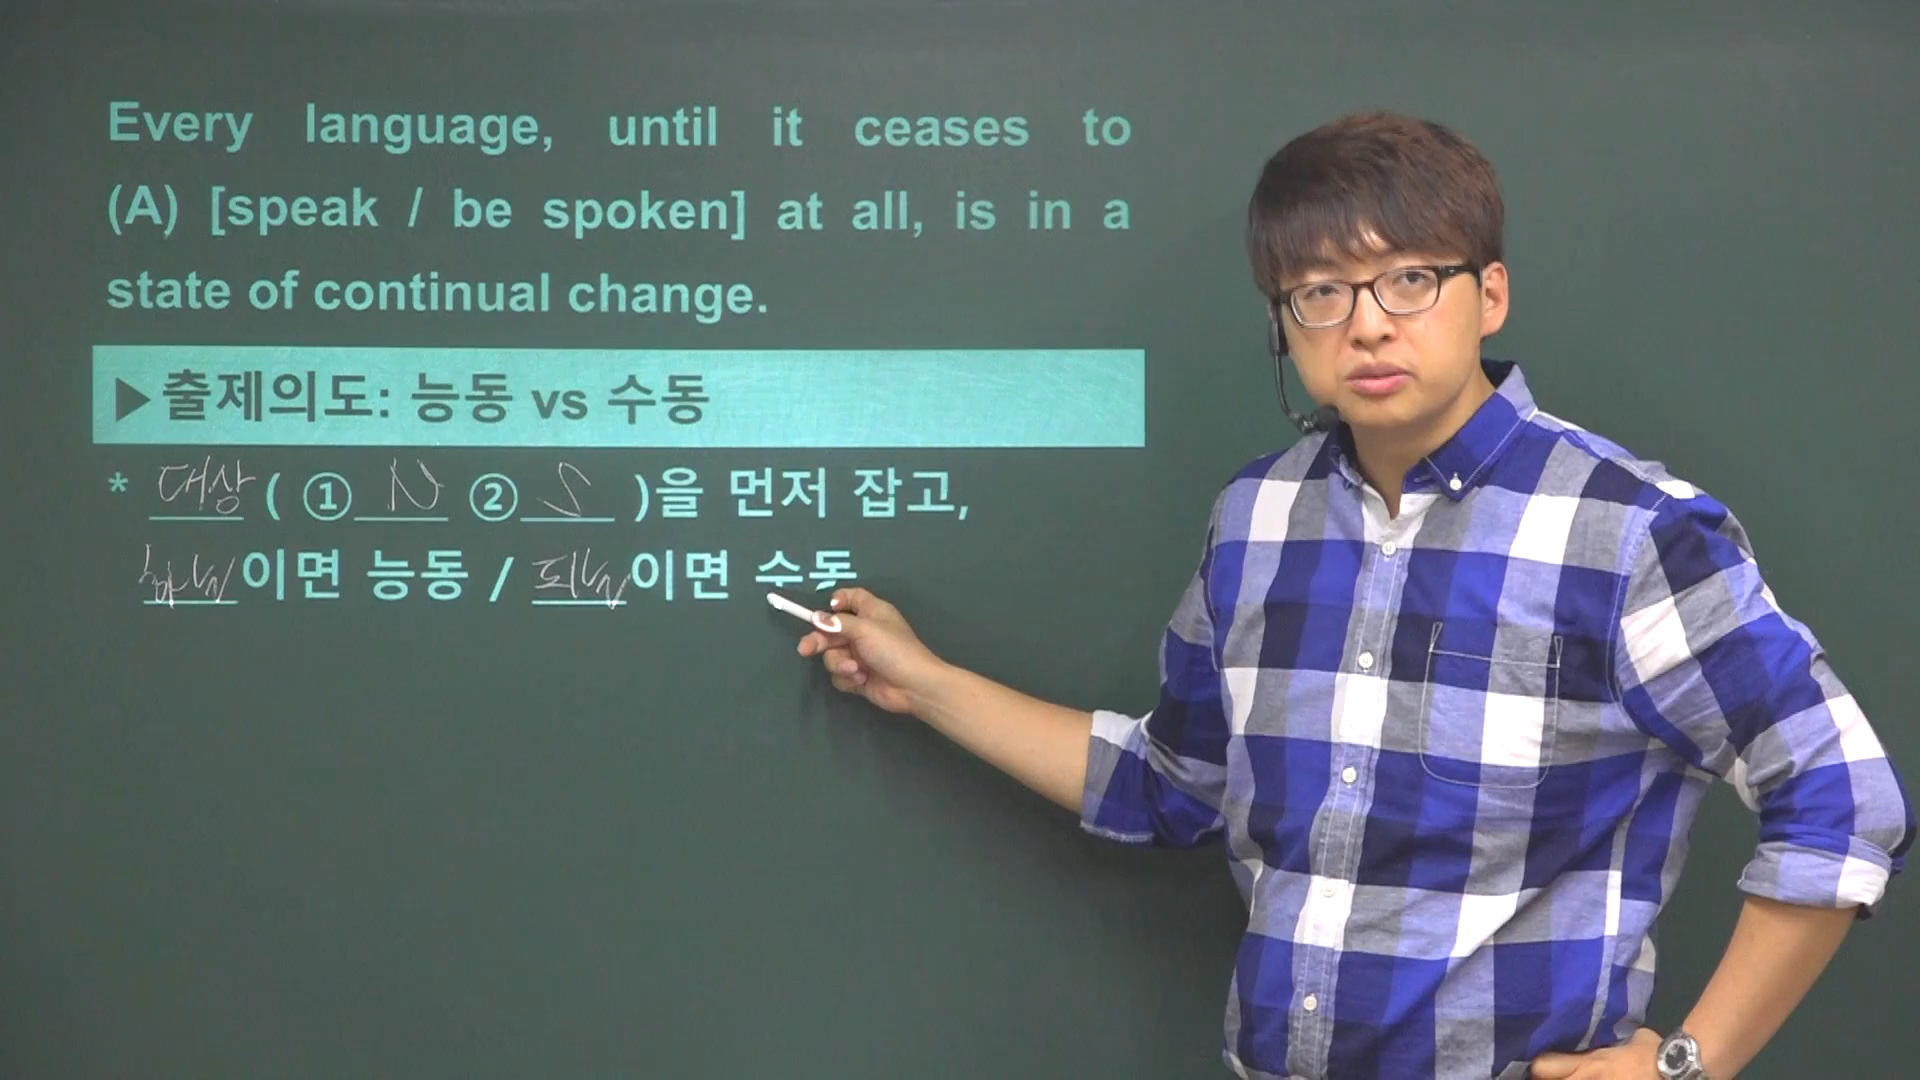 Every language, until it ceases to
(A) [speak / be spoken] at all, is in a
state of continual change.
▶출제의도: 능동 vs 수동
* 대상 ( ① N ② S )을 먼저 잡고,
하는이면 능동 / 되는이면 수동